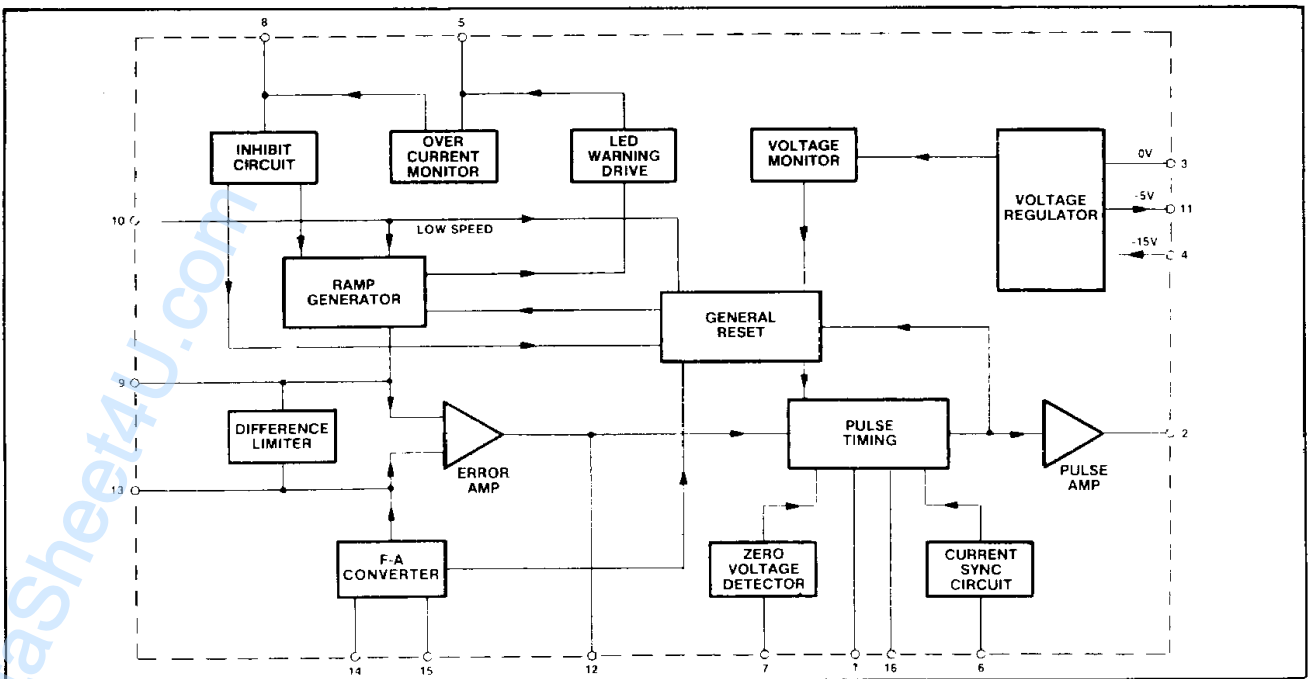 8
5
INHIBIT
CIRCUIT
OVER
CURRENT
MONITOR
LED
WARNING
DRIVE
VOLTAGE
MONITOR
VOLTAGE
REGULATOR
0V
3
-5V
11
-15V
4
10
LOW SPEED
RAMP
GENERATOR
GENERAL
RESET
9
DIFFERENCE
LIMITER
13
ERROR
AMP
PULSE
TIMING
PULSE
AMP
2
F-A
CONVERTER
ZERO
VOLTAGE
DETECTOR
CURRENT
SYNC
CIRCUIT
14
15
12
7
1
16
6
aSheet4U.com